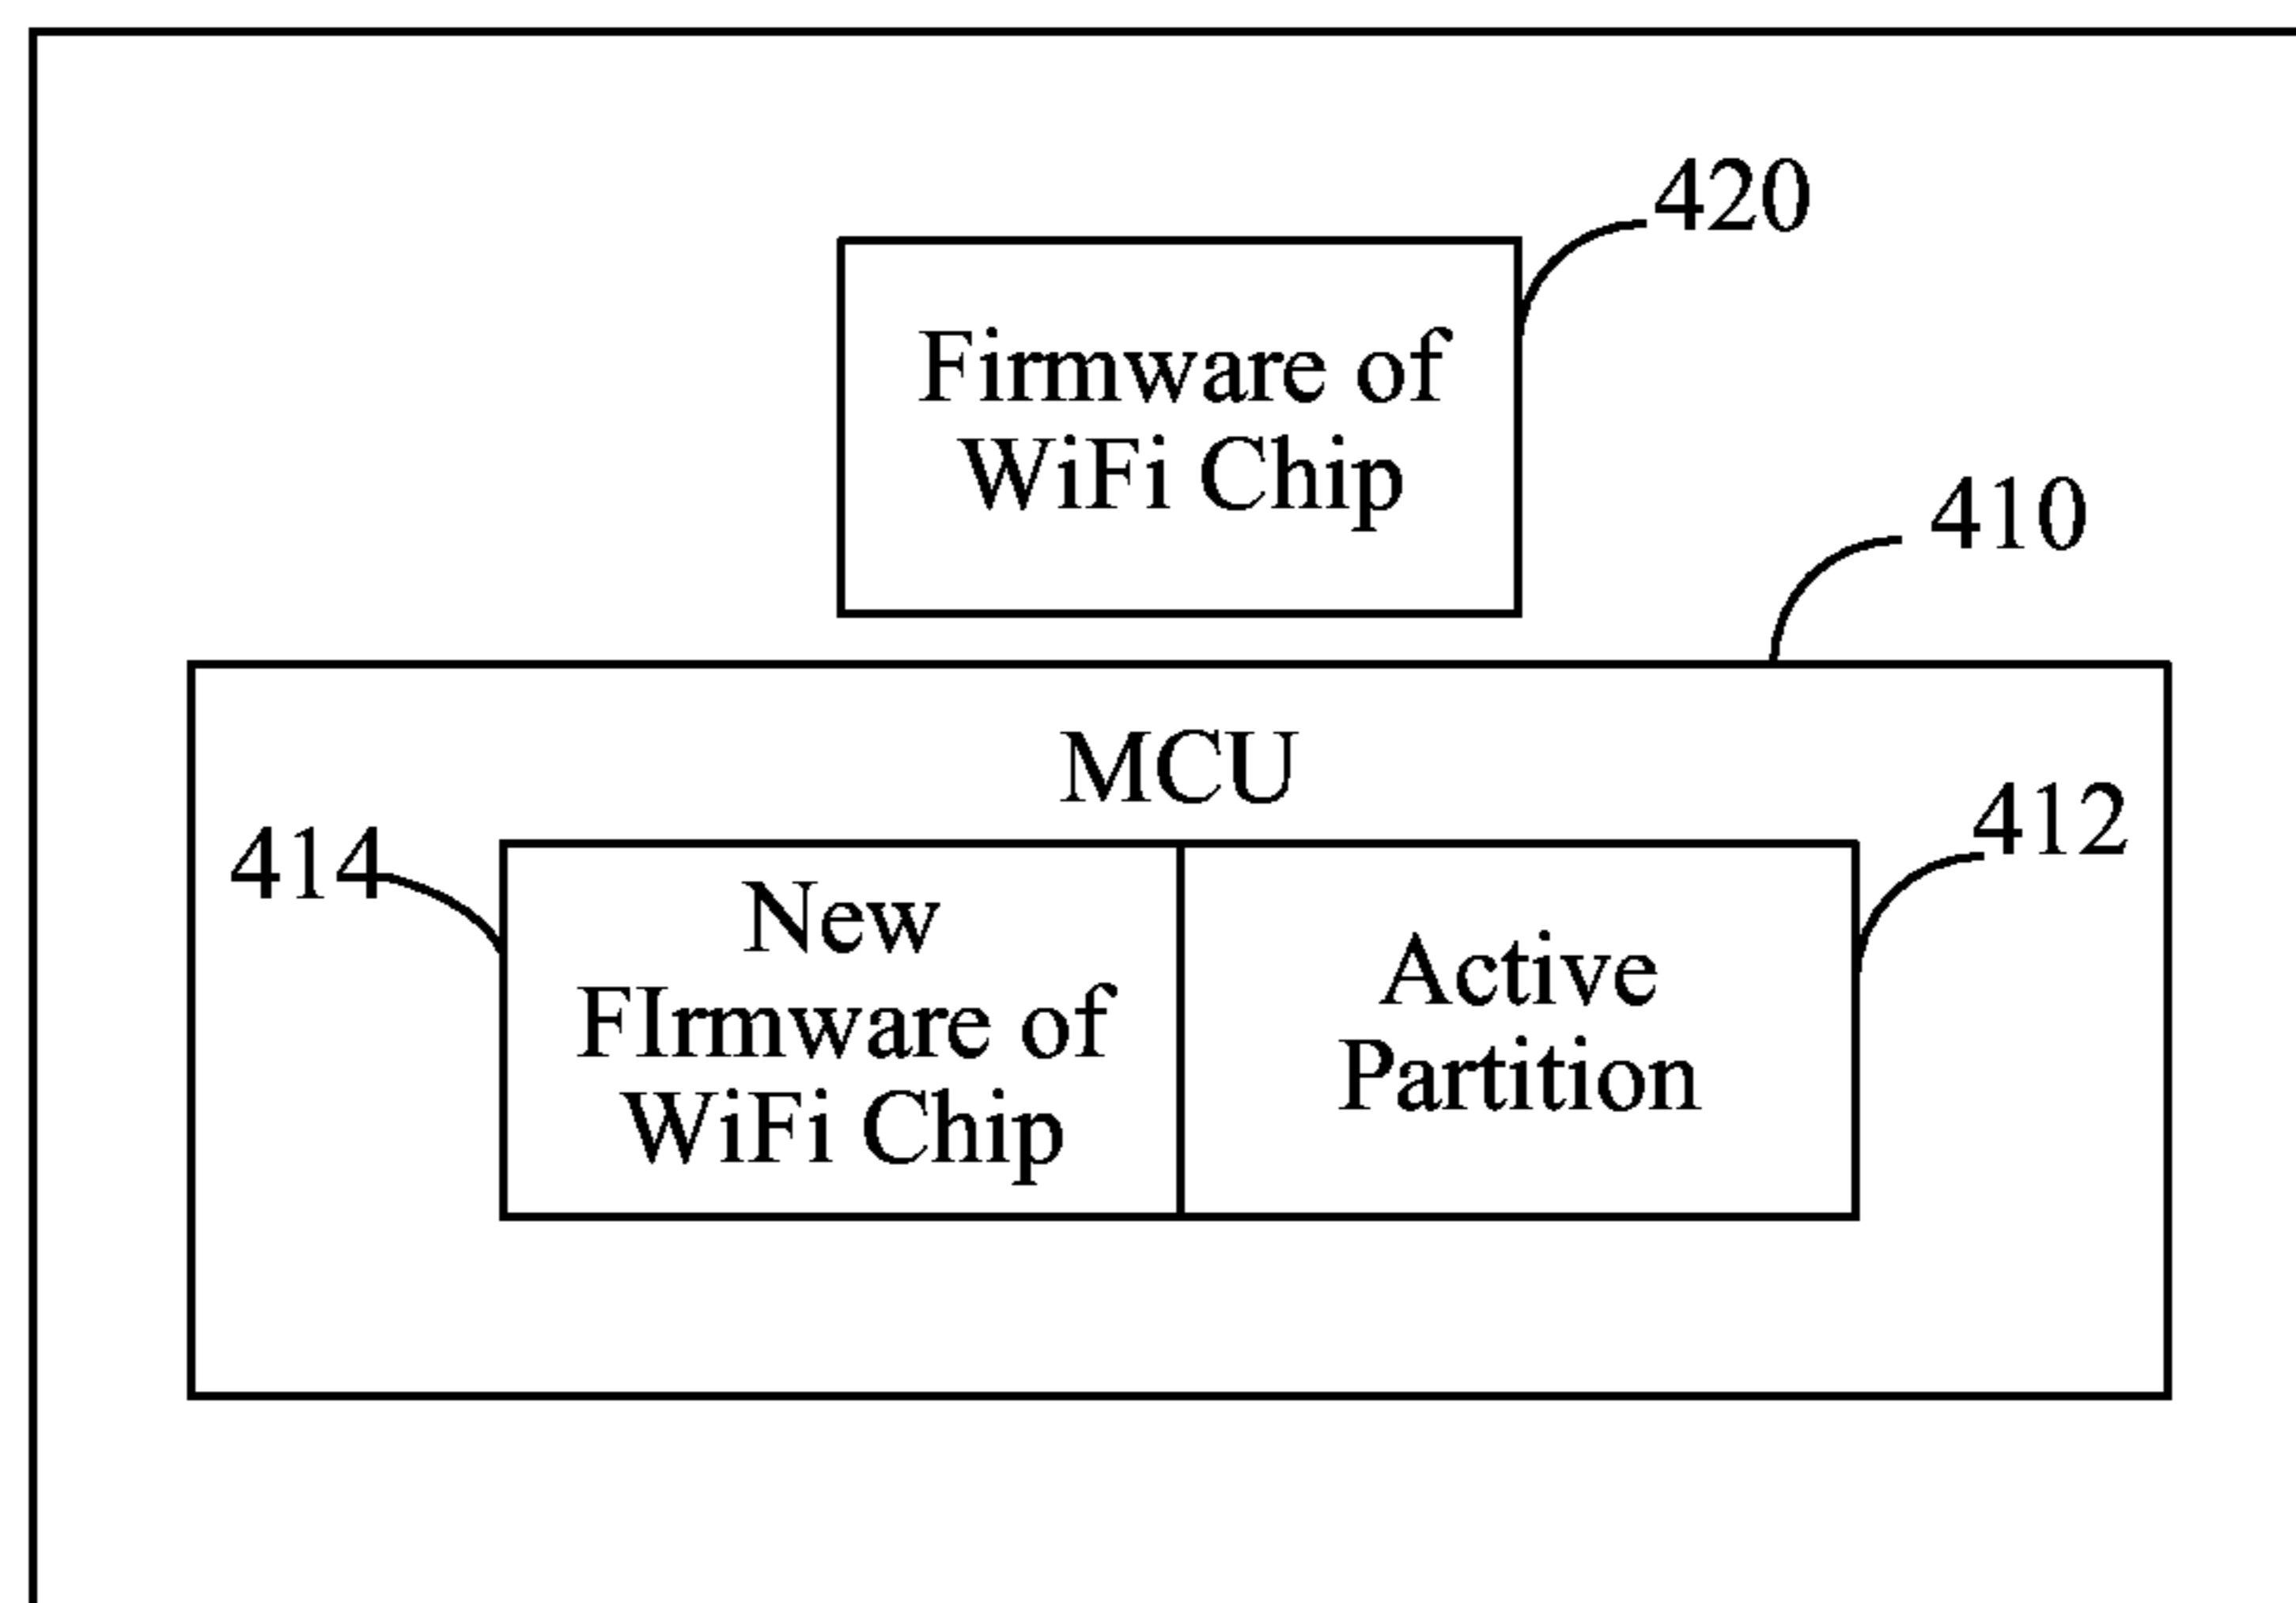 420
Firmware of
WiFi Chip
410
MCU
414
412
New
FIrmware of
WiFi Chip
Active
Partition